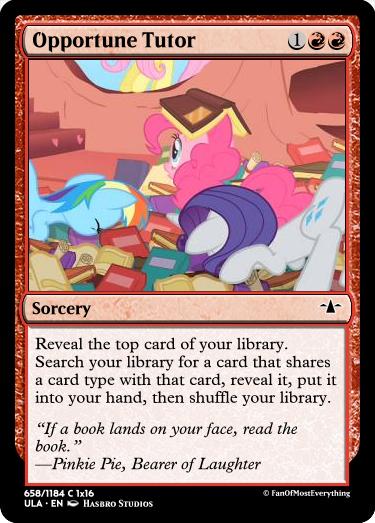 Opportune Tutor 1
Sorcery
Reveal the top card of your library.
Search your library for a card that shares
a card type with that card, reveal it, put it
into your hand, then shuffle your library.
“If a book lands on your face, read the
book.”
—Pinkie Pie, Bearer of Laughter
658/1184 C 1x16
ULA · EN Hasbro Studios
© FanOfMostEverything